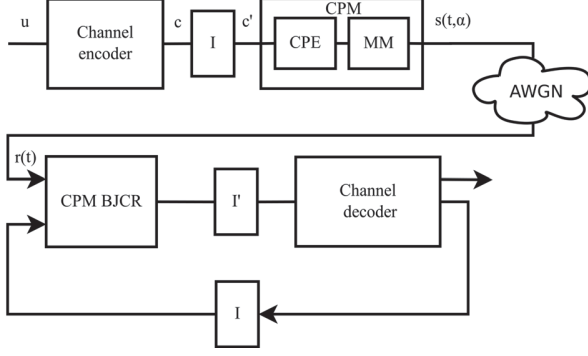 CPM
u
Channel
encoder
c
I
c'
CPE
MM
s(t,α)
AWGN
r(t)
CPM BJCR
I'
Channel
decoder
I